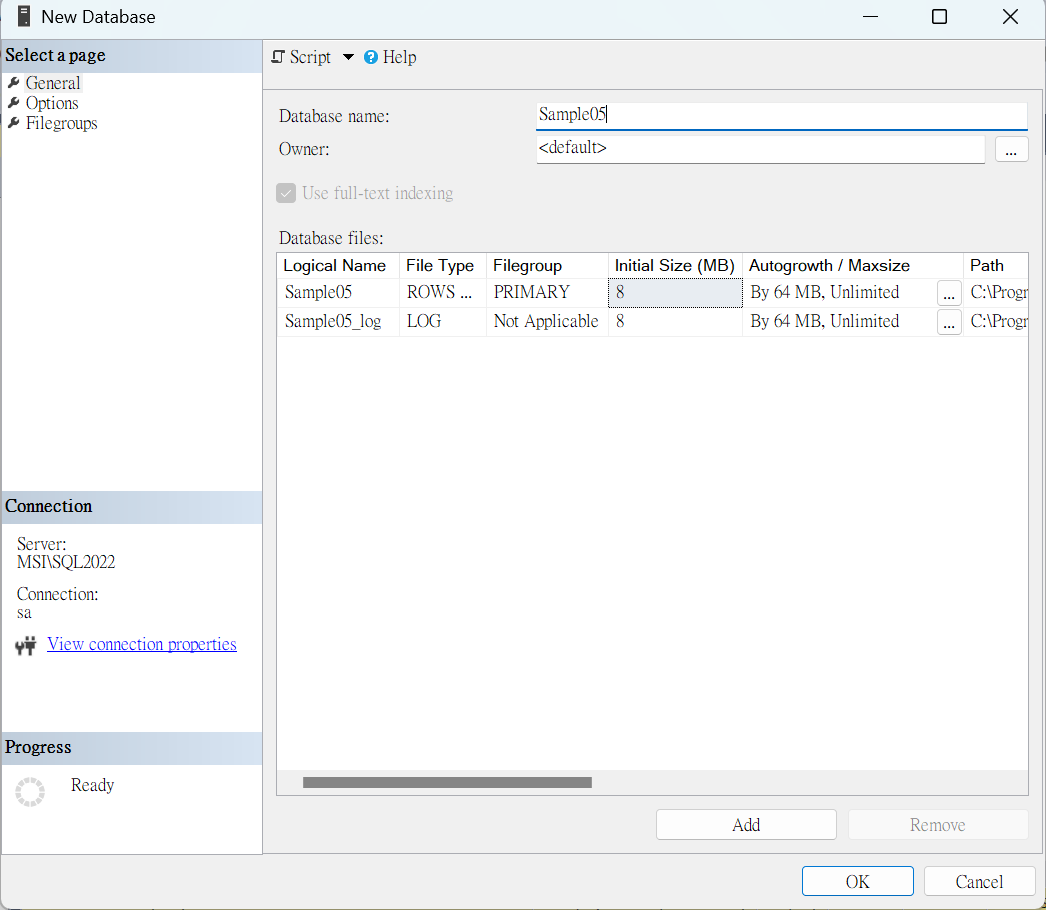 New Database
Select a page
General
Options
Filegroups
Script Help
Database name: Sample05
Owner: <default> ...
Use full-text indexing
Database files:
Logical Name File Type Filegroup Initial Size (MB) Autogrowth / Maxsize Path
Sample05 ROWS ... PRIMARY 8 By 64 MB, Unlimited ... C:\Progr
Sample05_log LOG Not Applicable 8 By 64 MB, Unlimited ... C:\Progr
Connection
Server:
MSI\SQL2022
Connection:
sa
View connection properties
Progress
Ready
Add Remove
OK Cancel